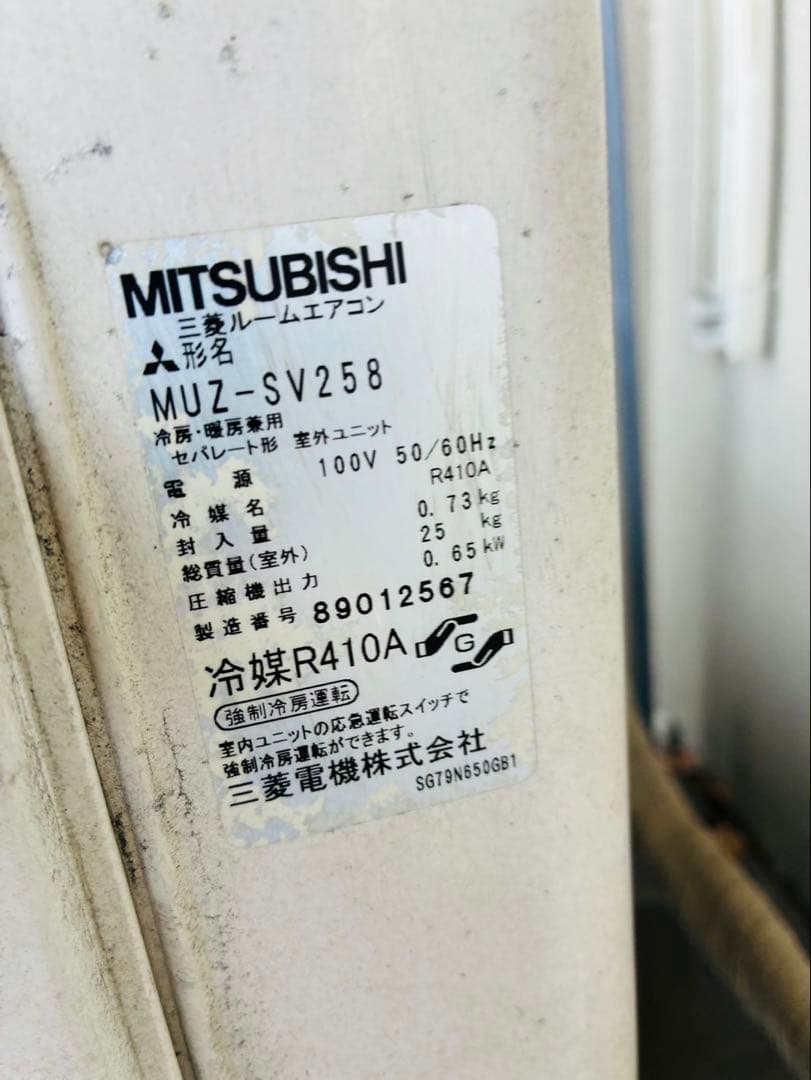 MITSUBISHI
三菱ルームエアコン
形名
MUZ-SV258
冷房・暖房兼用
セパレート形 室外ユニット
電源 100V 50/60Hz
冷媒名 R410A
封入量 0.73kg
総質量(室外) 25 kg
圧縮機出力 0.65kW
製造番号 89012567
冷媒R410A G
強制冷房運転
室内ユニットの応急運転スイッチで
強制冷房運転ができます。
三菱電機株式会社
SG79N650GB1